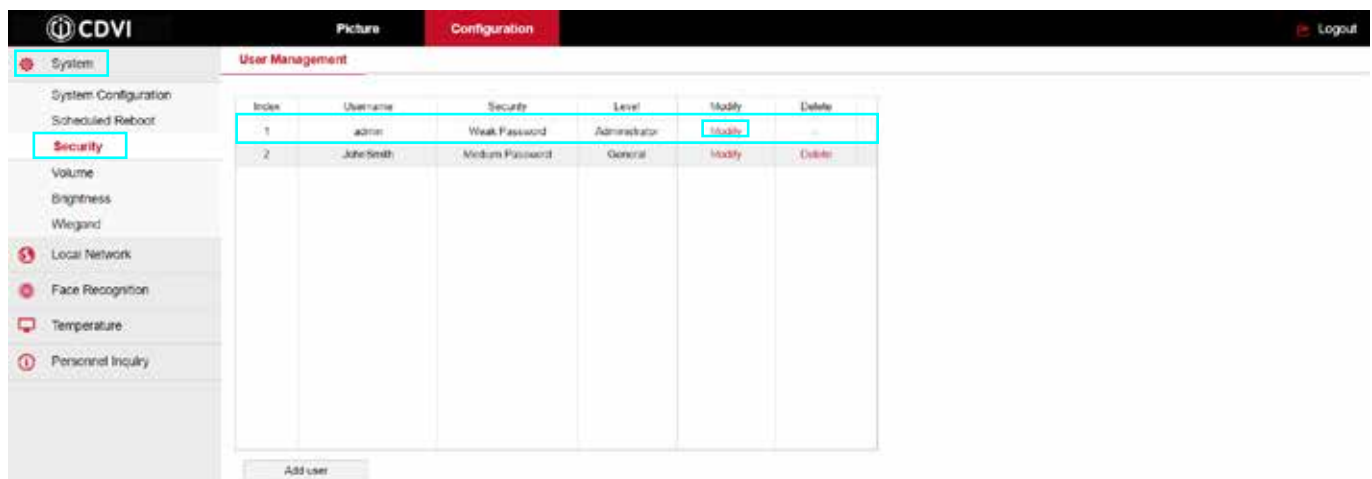 CDVI Picture Configuration Logout
System
System Configuration
Scheduled Reboot
Security
Volume
Brightness
Wiegand
Local Network
Face Recognition
Temperature
Personnel Inquiry
User Management
Index Username Security Level Modify Delete
1 admin Weak Password Administrator Modify -
2 JohnSmith Medium Password General Modify Delete
Add user